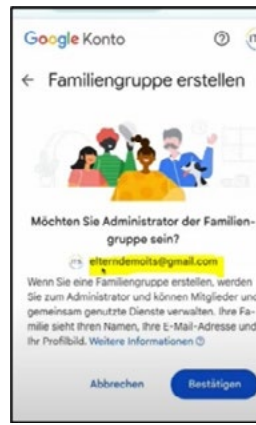 Google Konto
Familiengruppe erstellen
Möchten Sie Administrator der Familien-
gruppe sein?
elterndemoits@gmail.com
Wenn Sie eine Familiengruppe erstellen, werden
Sie zum Administrator und können Mitglieder und
gemeinsam genutzte Dienste verwalten. Ihre Fa-
milie sieht Ihren Namen, Ihre E-Mail-Adresse und
Ihr Profilbild. Weitere Informationen
Abbrechen
Bestätigen